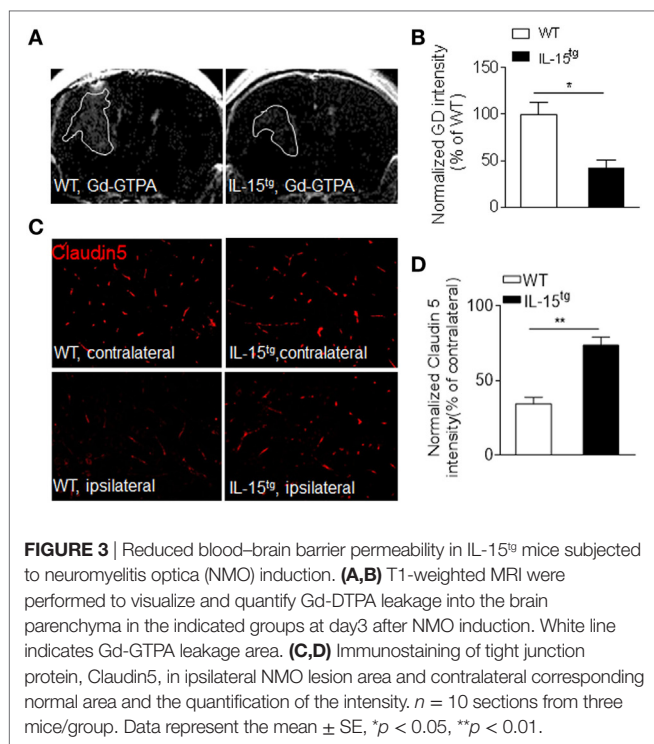 A
WT, Gd-GTPA
IL-15tg, Gd-GTPA
B
WT
IL-15tg
Normalized GD intensity
(% of WT)
150
100
50
0
*
C
Claudin5
WT, contralateral
IL-15tg,contralateral
WT, ipsilateral
IL-15tg, ipsilateral
D
WT
IL-15tg
Normalized Claudin 5
intensity(% of contralateral)
100
50
0
**
FIGURE 3 | Reduced blood–brain barrier permeability in IL-15tg mice subjected
to neuromyelitis optica (NMO) induction. (A,B) T1-weighted MRI were
performed to visualize and quantify Gd-DTPA leakage into the brain
parenchyma in the indicated groups at day3 after NMO induction. White line
indicates Gd-GTPA leakage area. (C,D) Immunostaining of tight junction
protein, Claudin5, in ipsilateral NMO lesion area and contralateral corresponding
normal area and the quantification of the intensity. n = 10 sections from three
mice/group. Data represent the mean ± SE, *p < 0.05, **p < 0.01.